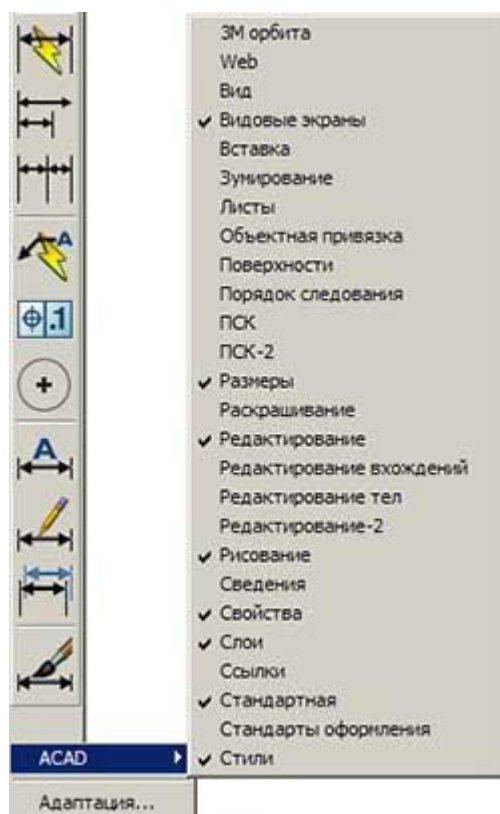 3М орбита
Web
Вид
Видовые экраны
Вставка
Зумирование
Листы
Объектная привязка
Поверхности
Порядок следования
ПСК
ПСК-2
Размеры
Раскрашивание
Редактирование
Редактирование вхождений
Редактирование тел
Редактирование-2
Рисование
Сведения
Свойства
Слои
Ссылки
Стандартная
Стандарты оформления
Стили
A
.1
A
ACAD
Адаптация...